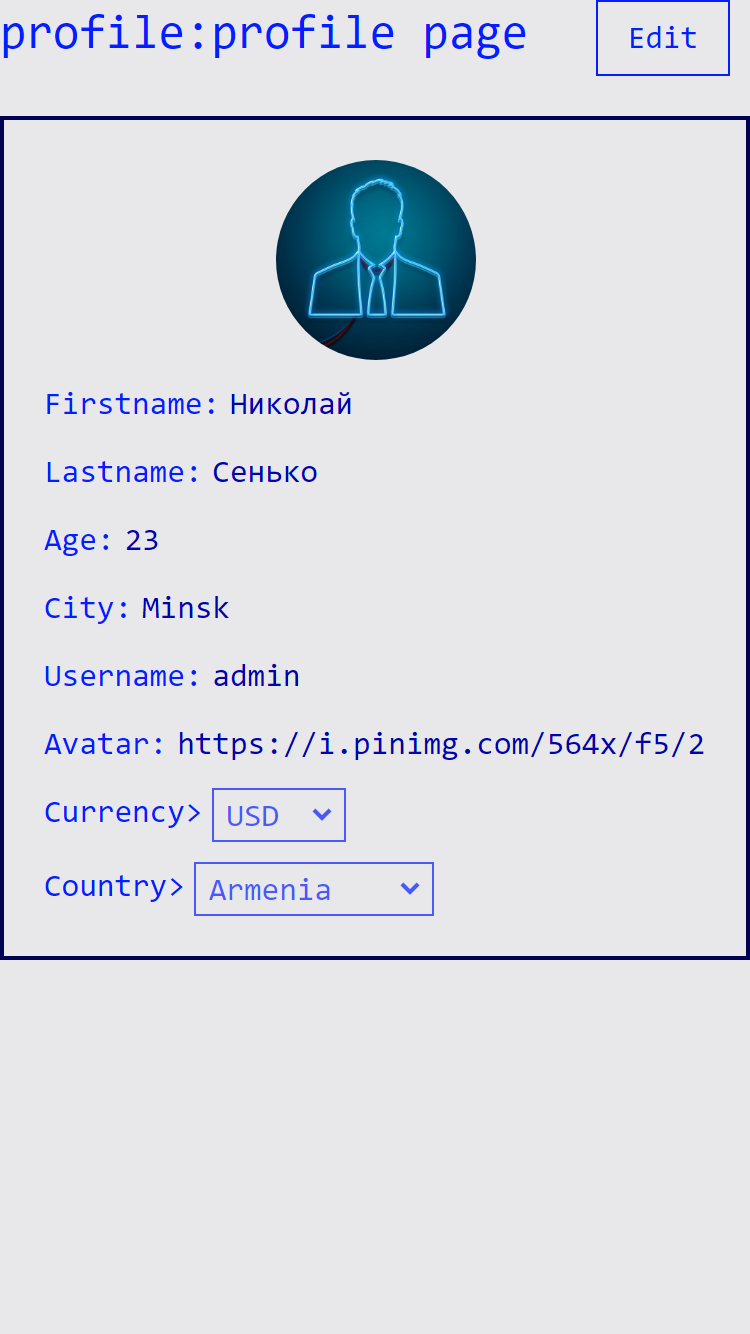 profile:profile page
Edit
Firstname: Николай
Lastname: Сенько
Age: 23
City: Minsk
Username: admin
Avatar: https://i.pinimg.com/564x/f5/2
Currency> USD
Country> Armenia